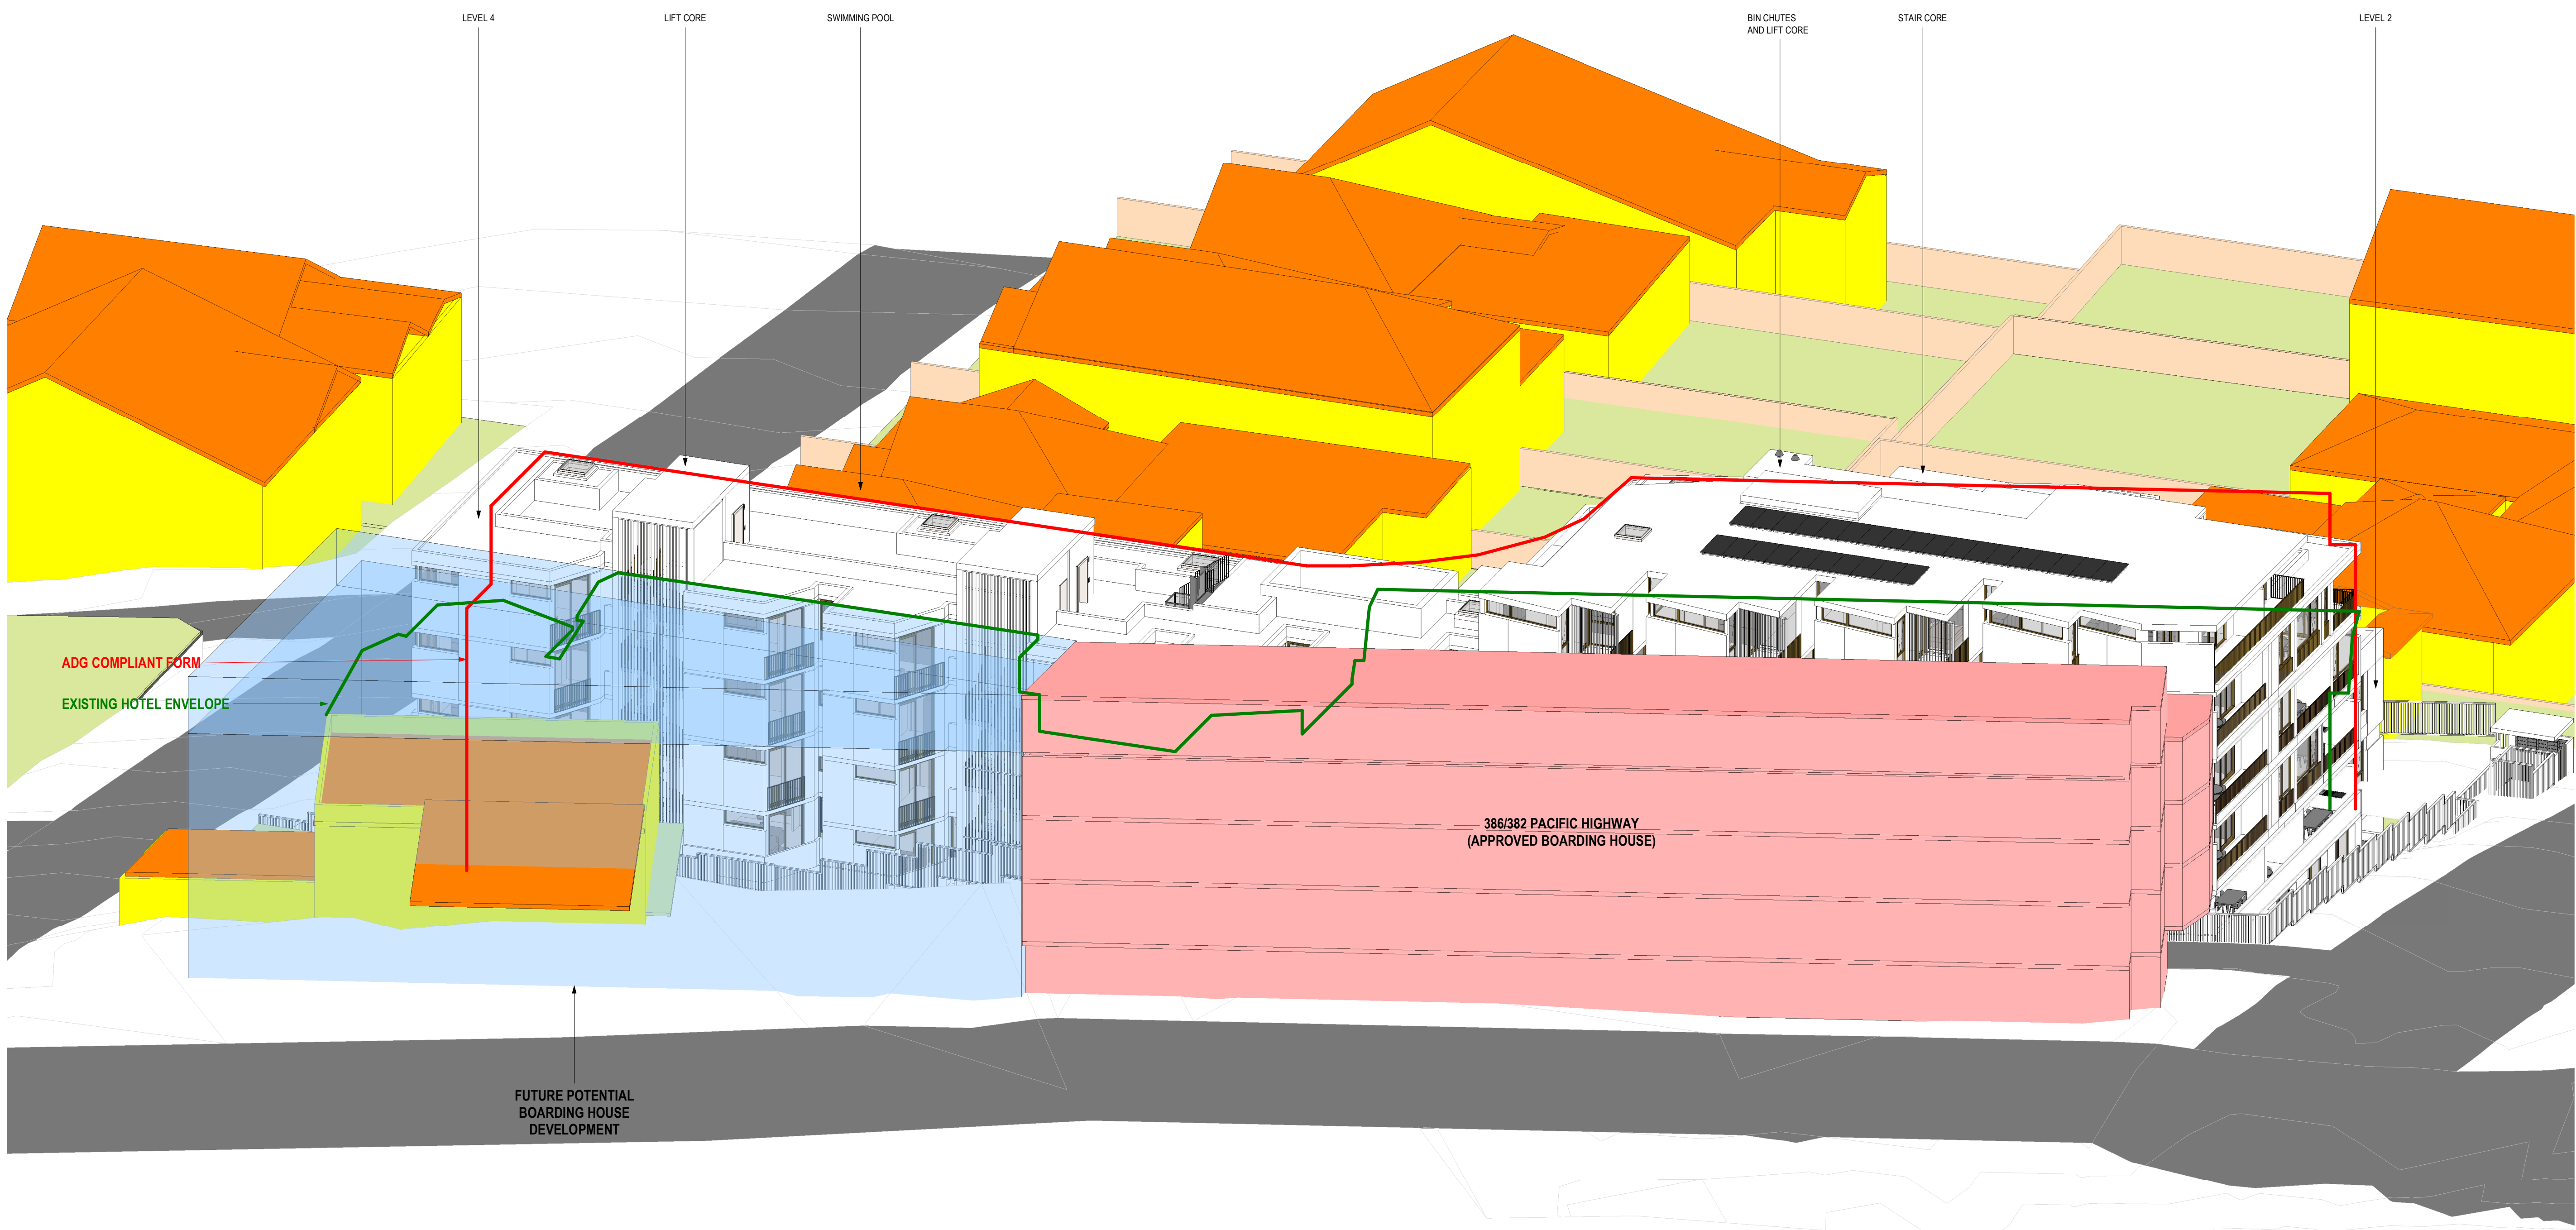 LEVEL 4
LIFT CORE
SWIMMING POOL
BIN CHUTES
AND LIFT CORE
STAIR CORE
LEVEL 2
ADG COMPLIANT FORM
EXISTING HOTEL ENVELOPE
386/382 PACIFIC HIGHWAY
(APPROVED BOARDING HOUSE)
FUTURE POTENTIAL
BOARDING HOUSE
DEVELOPMENT